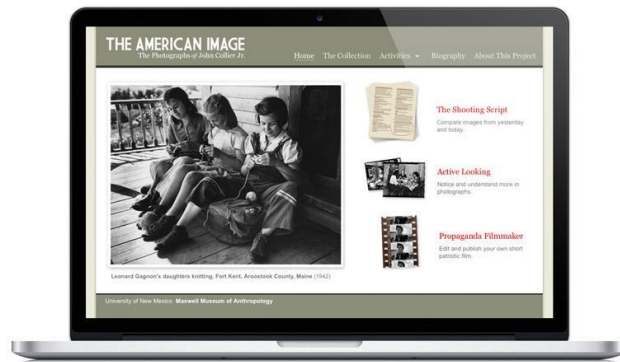 THE AMERICAN IMAGE
The Photographs of John Collier Jr.
Home The Collection Activities Biography About This Project
The Shooting Script
Compare images from yesterday
and today.
Active Looking
Notice and understand more in
photographs.
Propaganda Filmmaker
Edit and publish your own short
patriotic film.
Leonard Gagnon's daughters knitting, Fort Kent, Aroostook County, Maine (1942)
University of New Mexico Maxwell Museum of Anthropology